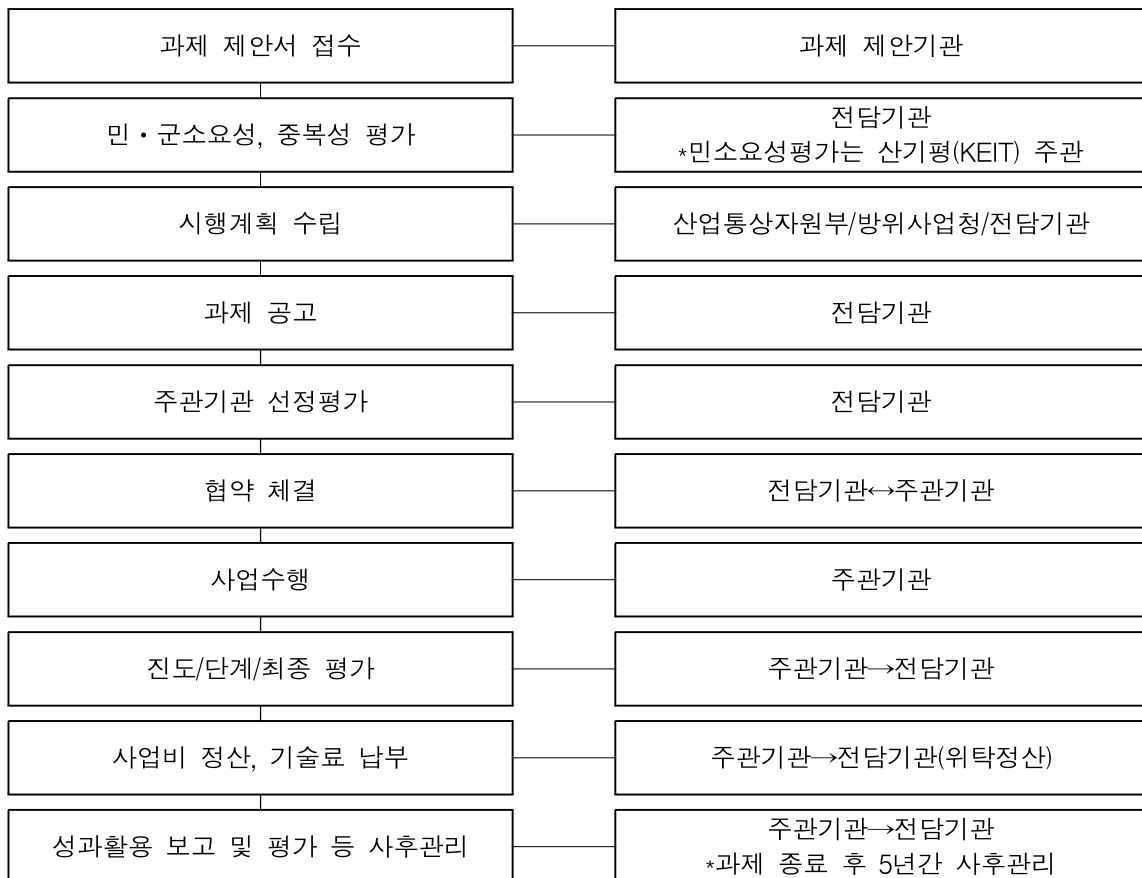 과제 제안서 접수
과제 제안기관
민・군소요성, 중복성 평가
전담기관
*민소요성평가는 산기평(KEIT) 주관
시행계획 수립
산업통상자원부/방위사업청/전담기관
과제 공고
전담기관
주관기관 선정평가
전담기관
협약 체결
전담기관↔주관기관
사업수행
주관기관
진도/단계/최종 평가
주관기관→전담기관
사업비 정산, 기술료 납부
주관기관→전담기관(위탁정산)
성과활용 보고 및 평가 등 사후관리
주관기관→전담기관
*과제 종료 후 5년간 사후관리